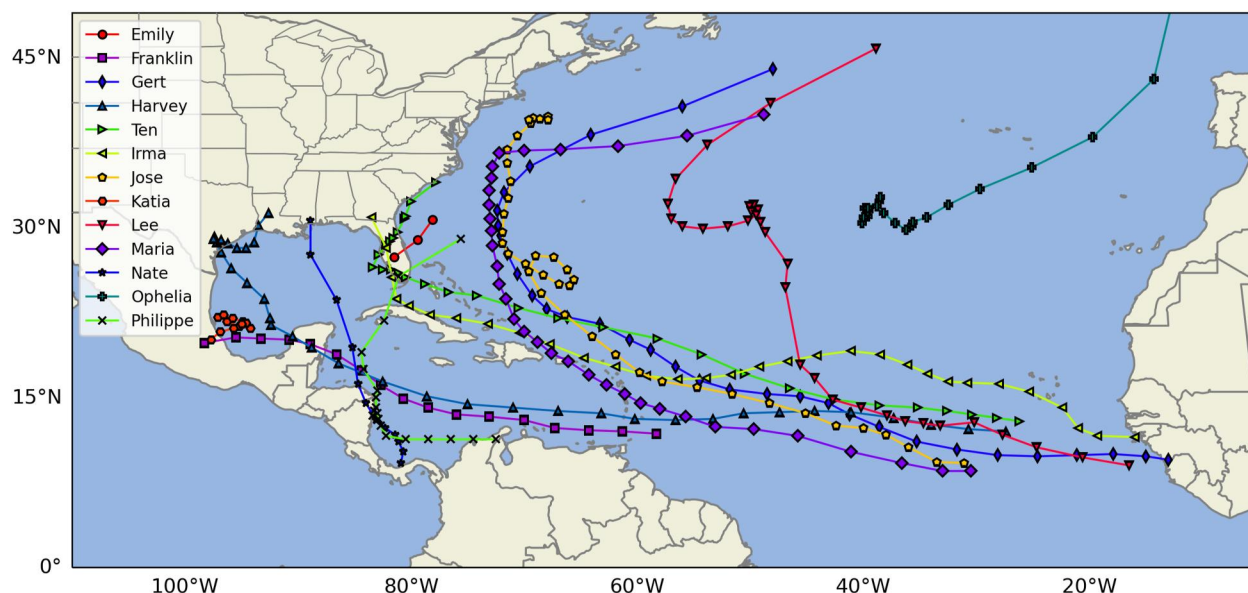 45°N
30°N
15°N
0°
Emily
Franklin
Gert
Harvey
Ten
Irma
Jose
Katia
Lee
Maria
Nate
Ophelia
Philippe
100°W
80°W
60°W
40°W
20°W